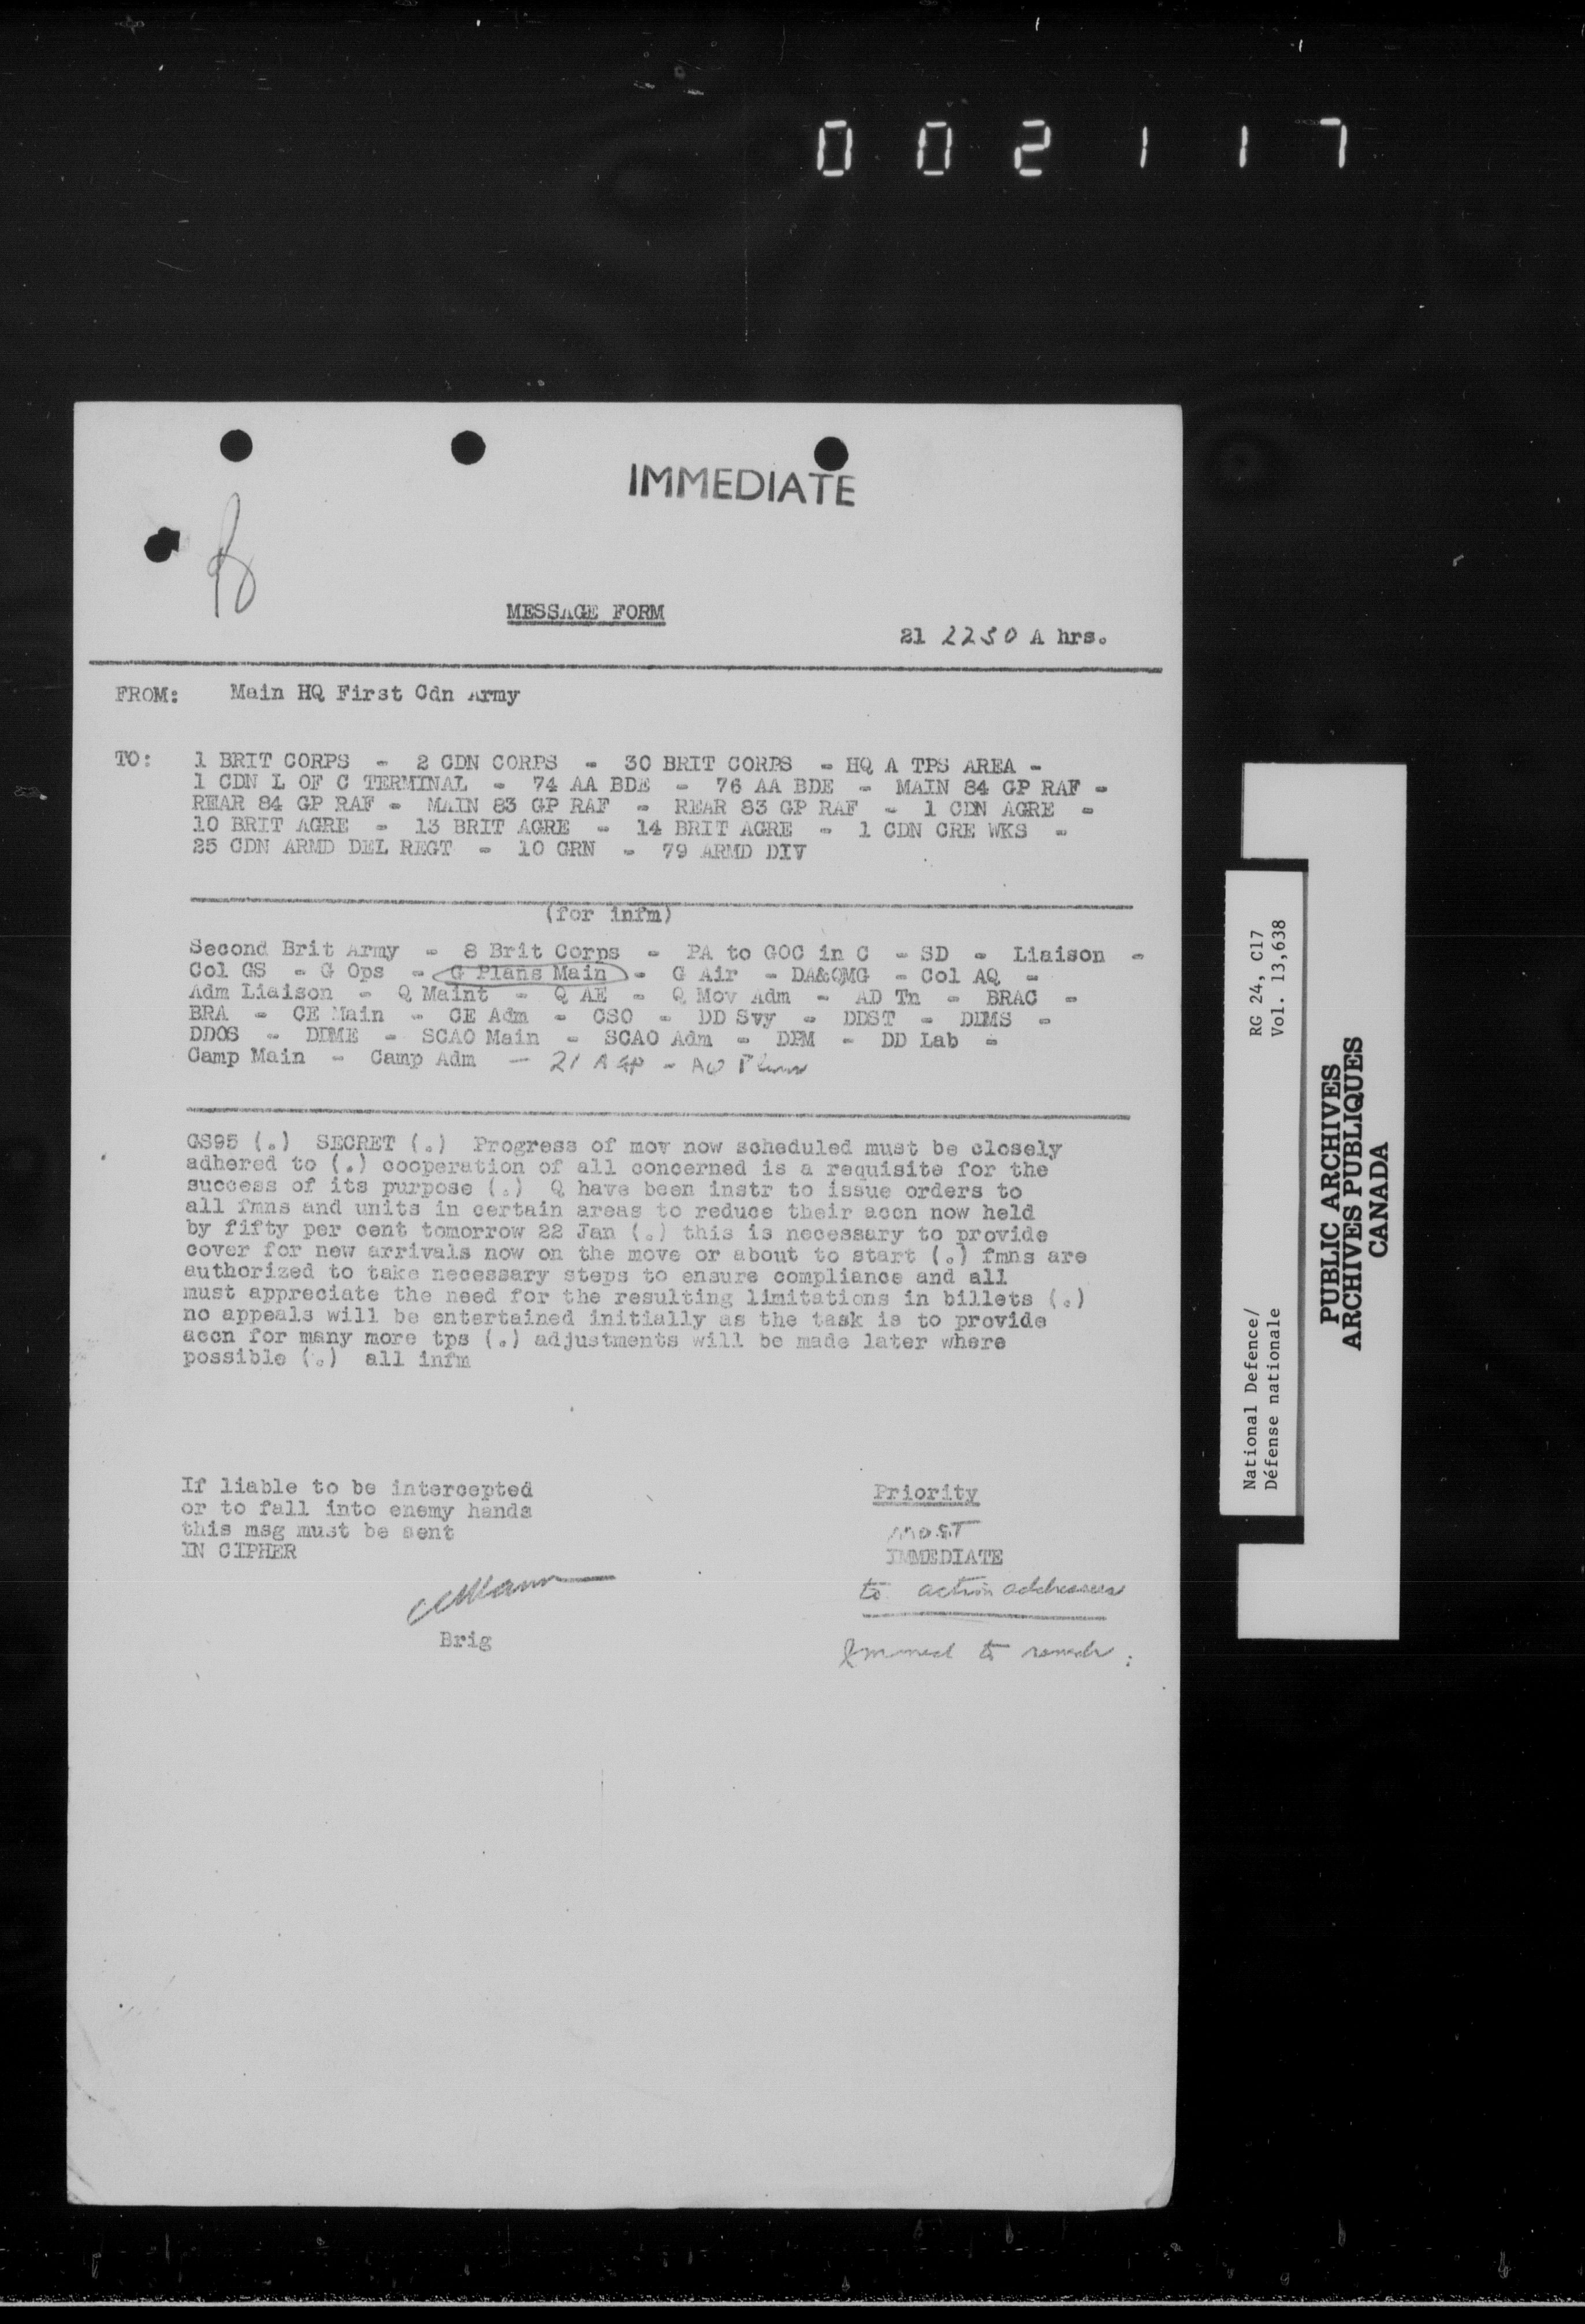 002117
IMMEDIATE
MESSAGE FORM
21 2230 A hrs.
FROM: Main HQ First Cdn Army
TO: 1 BRIT CORPS - 2 CDN CORPS - 30 BRIT CORPS - HQ A TPS AREA -
1 CDN L OF C TERMINAL - 74 AA BDE - 76 AA BDE - MAIN 84 GP RAF -
REAR 84 GP RAF - MAIN 83 GP RAF - REAR 83 GP RAF - 1 CDN AGRE -
10 BRIT AGRE - 13 BRIT AGRE - 14 BRIT AGRE - 1 CDN CRE WKS -
25 CDN ARMD DEL REGT - 10 GRN - 79 ARMD DIV
(for infm)
Second Brit Army - 8 Brit Corps - PA to GOC in C - SD - Liaison -
Col GS - G Ops - G Plans Main - G Air - DA&QMG - Col AQ -
Adm Liaison - Q Maint - Q AE - Q Mov Adm - AD Tn - BRAC -
BRA - CE Main - CE Adm - CSO - DD Svy - DDST - DDMS -
DDOS - DDME - SCAO Main - SCAO Adm - DPM - DD Lab -
Camp Main - Camp Adm - 21 A Gp -
GS95 (.) SECRET (.) Progress of mov now scheduled must be closely
adhered to (.) cooperation of all concerned is a requisite for the
success of its purpose (.) Q have been instr to issue orders to
all fmns and units in certain areas to reduce their accn now held
by fifty per cent tomorrow 22 Jan (.) this is necessary to provide
cover for new arrivals now on the move or about to start (.) fmns are
authorized to take necessary steps to ensure compliance and all
must appreciate the need for the resulting limitations in billets (.)
no appeals will be entertained initially as the task is to provide
accn for many more tps (.) adjustments will be made later where
possible (.) all infm
If liable to be intercepted
or to fall into enemy hands
this msg must be sent
IN CIPHER
Brig
Priority
MOST
IMMEDIATE
to action addressees
Immed to
National Defence/ RG 24, C17
Défense nationale Vol. 13,638
PUBLIC ARCHIVES
ARCHIVES PUBLIQUES
CANADA